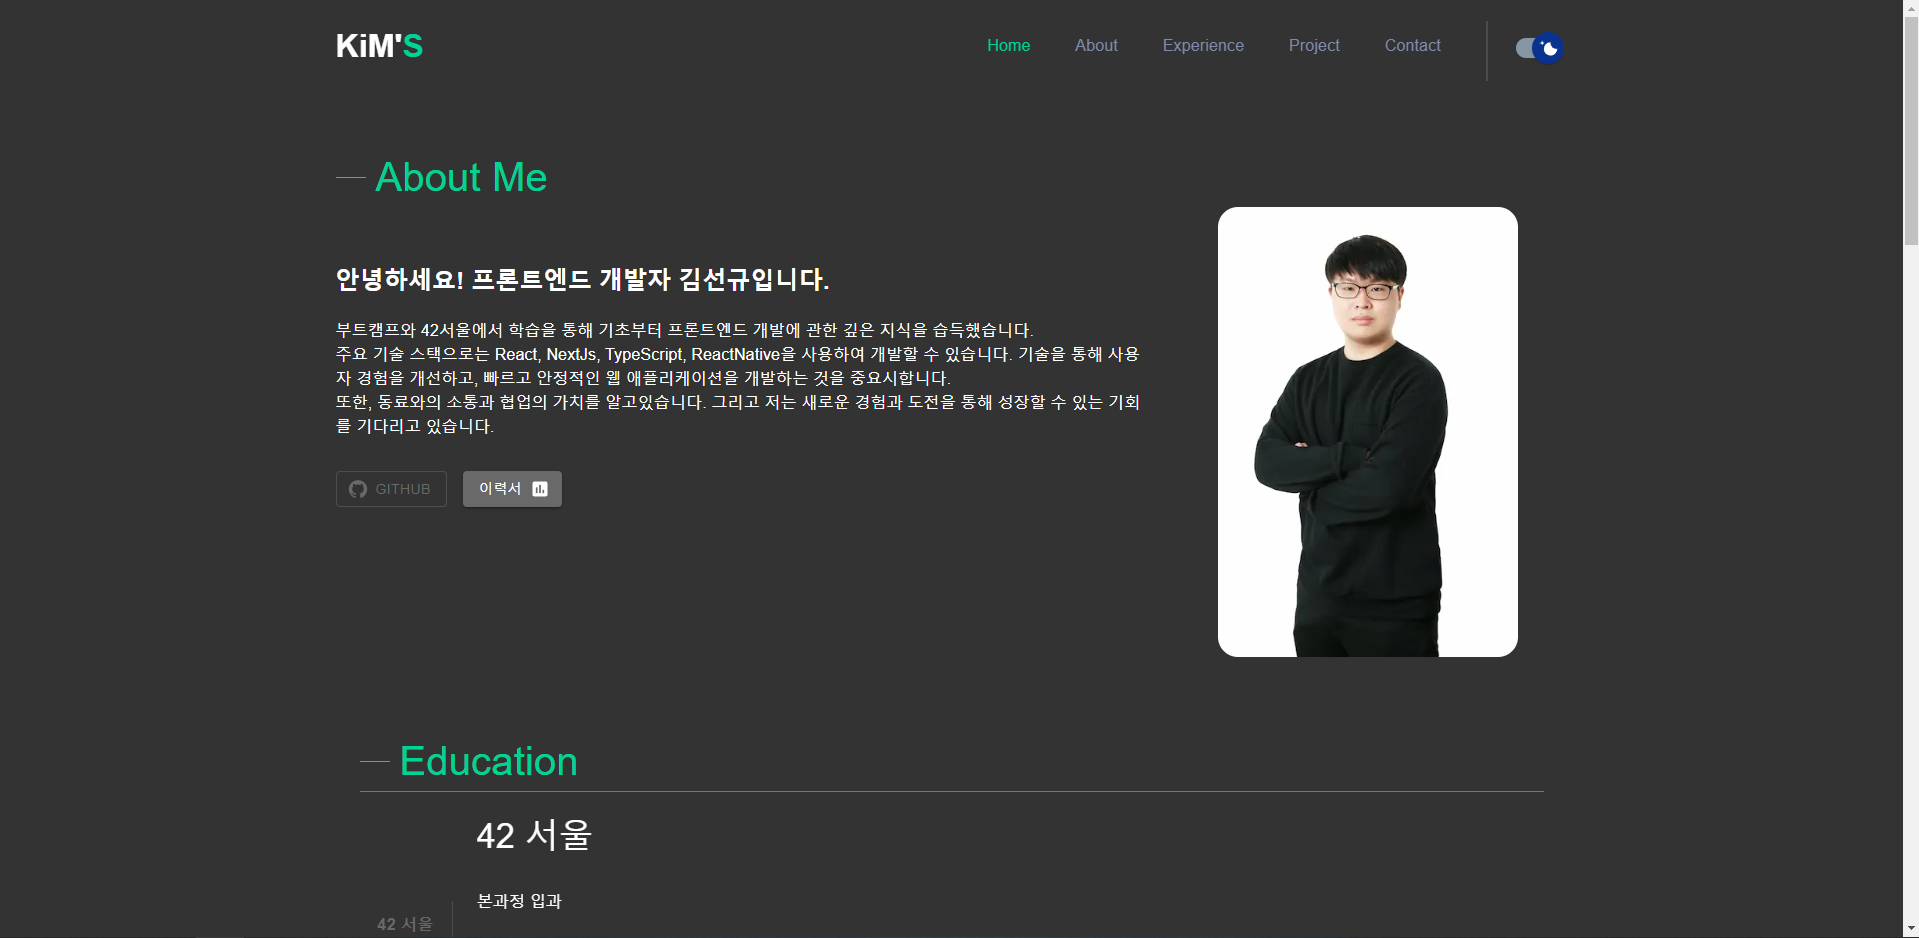 KiM'S
Home
About
Experience
Project
Contact
About Me
안녕하세요! 프론트엔드 개발자 김선규입니다.
부트캠프와 42서울에서 학습을 통해 기초부터 프론트엔드 개발에 관한 깊은 지식을 습득했습니다.
주요 기술 스택으로는 React, NextJs, TypeScript, ReactNative을 사용하여 개발할 수 있습니다. 기술을 통해 사용
자 경험을 개선하고, 빠르고 안정적인 웹 애플리케이션을 개발하는 것을 중요시합니다.
또한, 동료와의 소통과 협업의 가치를 알고있습니다. 그리고 저는 새로운 경험과 도전을 통해 성장할 수 있는 기회
를 기다리고 있습니다.
GITHUB
이력서
Education
42 서울
본과정 입과
42 서울